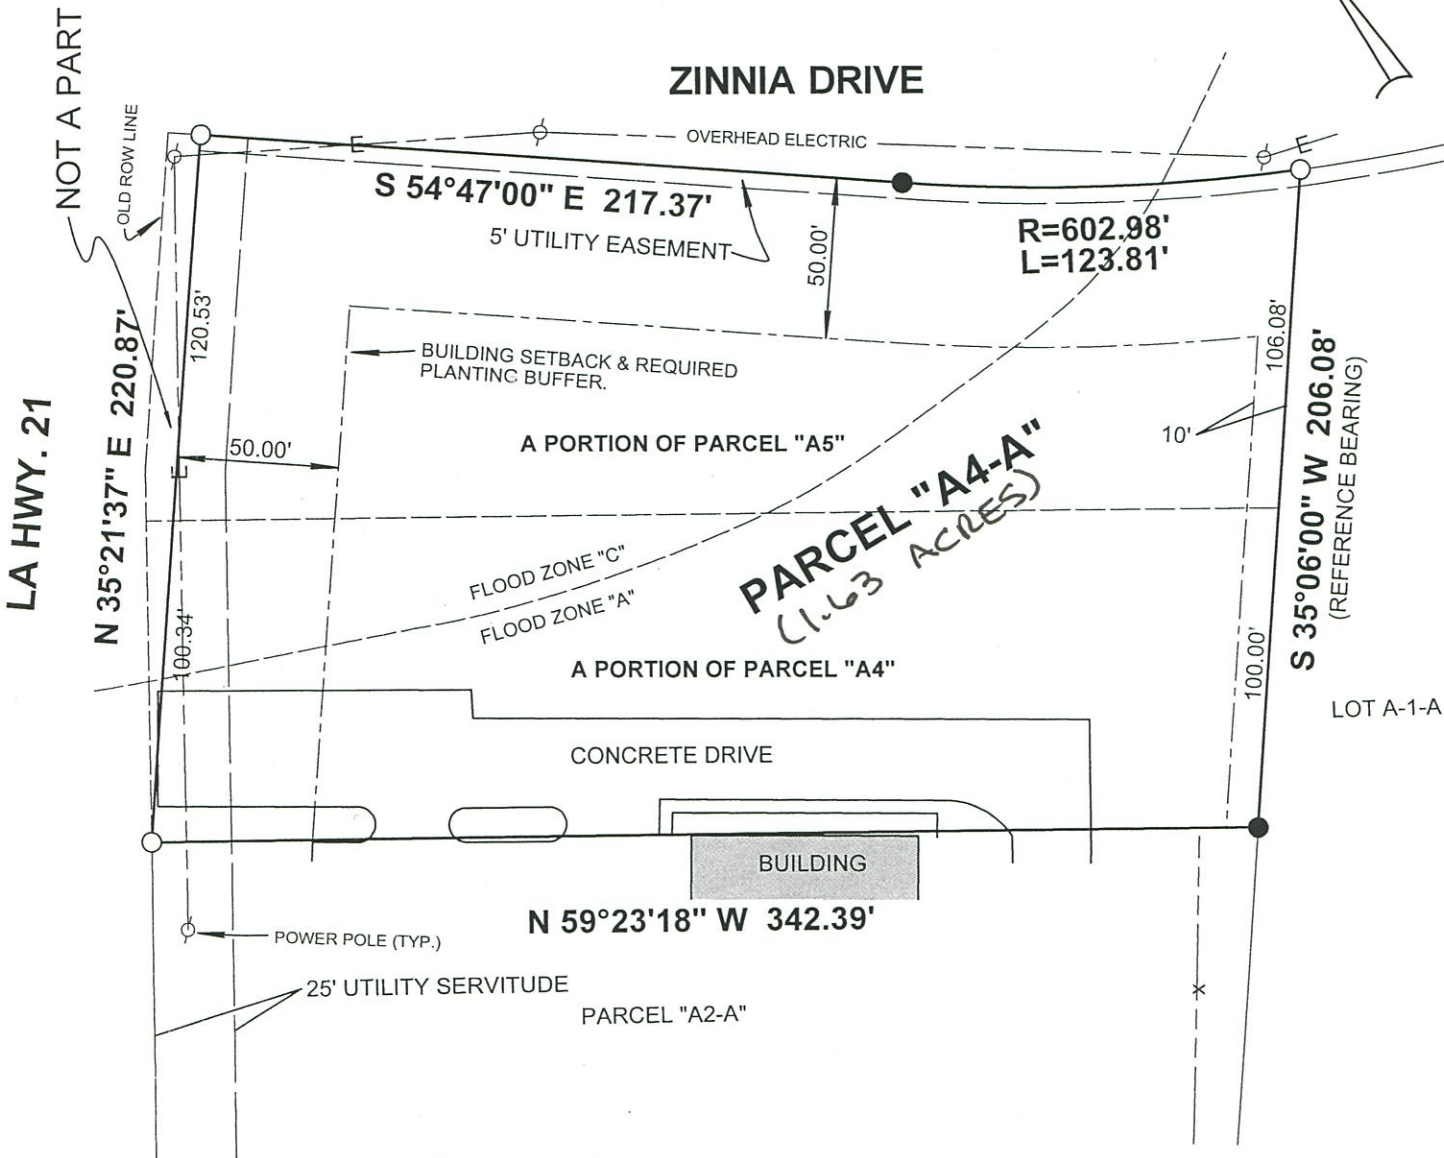 NOT A PART
ZINNIA DRIVE
OLD ROW LINE
E
OVERHEAD ELECTRIC
E
S 54°47'00" E 217.37'
5' UTILITY EASEMENT
50.00'
R=602.98'
L=123.81'
LA HWY. 21
N 35°21'37" E 220.87'
120.53'
BUILDING SETBACK & REQUIRED
PLANTING BUFFER.
106.08'
S 35°06'00" W 206.08'
(REFERENCE BEARING)
10'
50.00'
E
A PORTION OF PARCEL "A5"
PARCEL "A4-A"
(1.63 ACRES)
FLOOD ZONE "C"
FLOOD ZONE "A"
100.34'
A PORTION OF PARCEL "A4"
100.00'
LOT A-1-A
CONCRETE DRIVE
BUILDING
N 59°23'18" W 342.39'
POWER POLE (TYP.)
25' UTILITY SERVITUDE
PARCEL "A2-A"
x